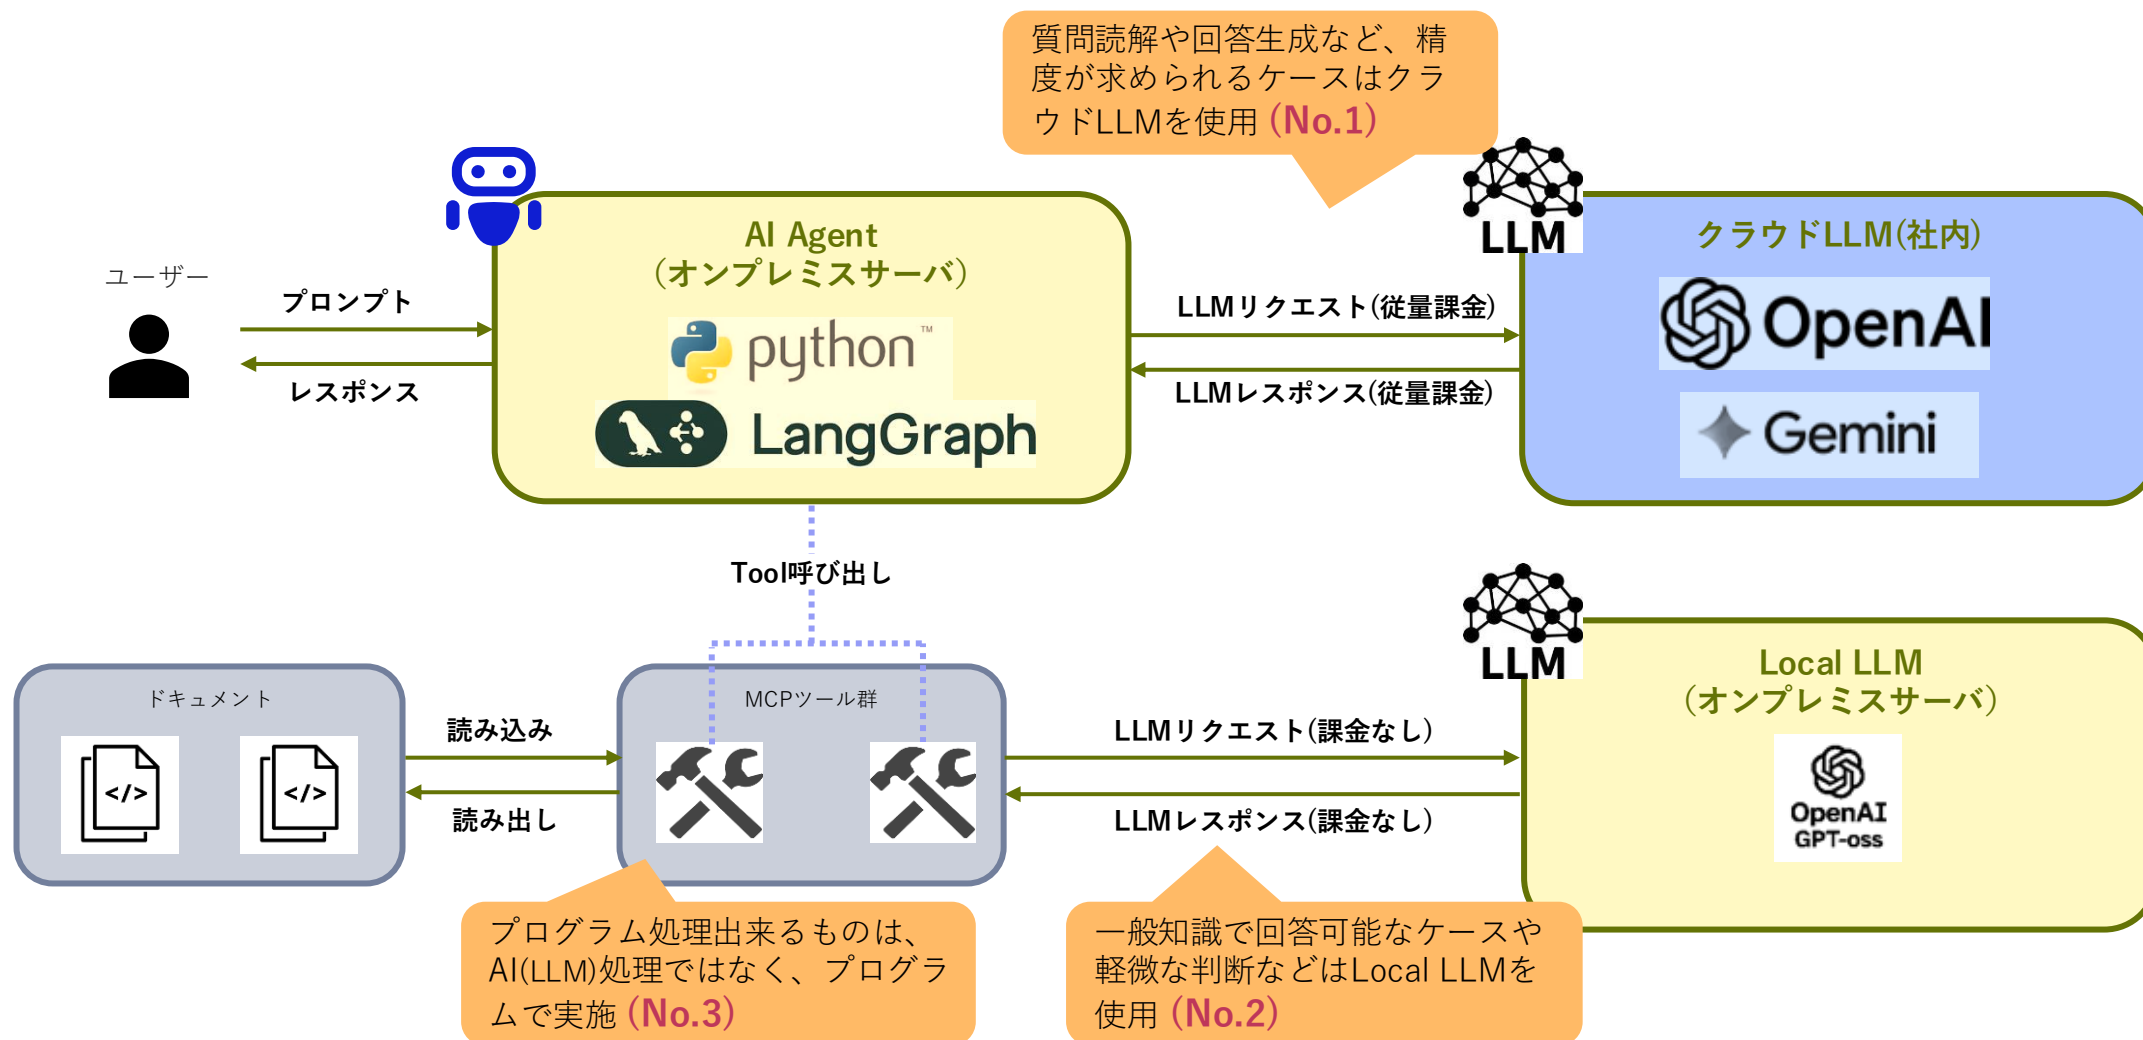 質問読解や回答生成など、精
度が求められるケースはクラ
ウドLLMを使用 (No.1)
AI Agent
（オンプレミスサーバ）
python™
LangGraph
LLM
クラウドLLM(社内)
OpenAI
Gemini
ユーザー
プロンプト
レスポンス
LLMリクエスト(従量課金)
LLMレスポンス(従量課金)
Tool呼び出し
ドキュメント
</>
</>
読み込み
読み出し
MCPツール群
LLMリクエスト(課金なし)
LLMレスポンス(課金なし)
LLM
Local LLM
（オンプレミスサーバ）
OpenAI
GPT-oss
プログラム処理出来るものは、
AI(LLM)処理ではなく、プログラ
ムで実施 (No.3)
一般知識で回答可能なケースや
軽微な判断などはLocal LLMを
使用 (No.2)